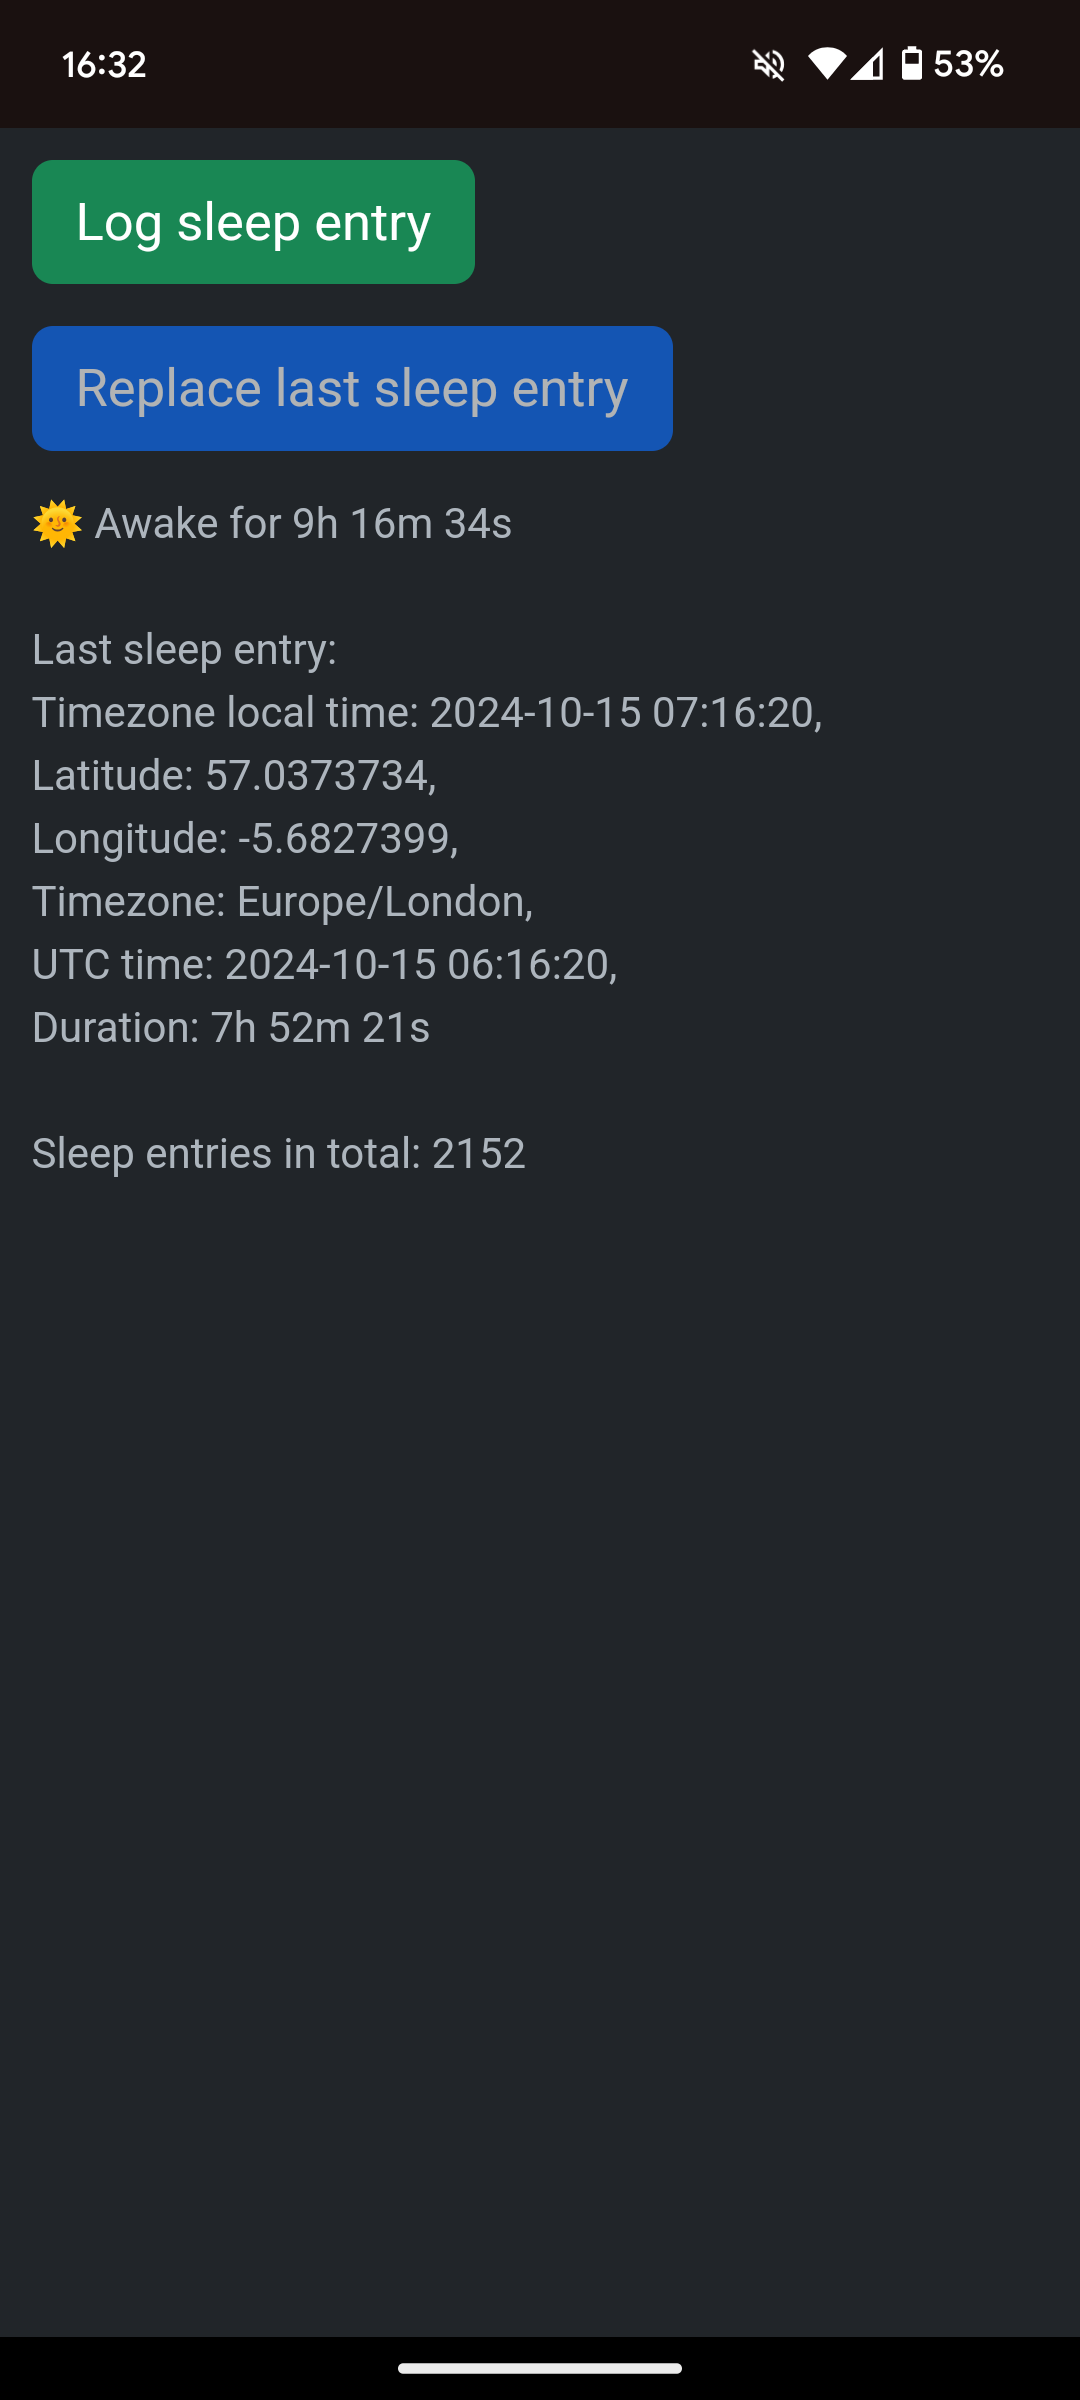 16:32 53%
Log sleep entry
Replace last sleep entry
🌞 Awake for 9h 16m 34s
Last sleep entry:
Timezone local time: 2024-10-15 07:16:20,
Latitude: 57.0373734,
Longitude: -5.6827399,
Timezone: Europe/London,
UTC time: 2024-10-15 06:16:20,
Duration: 7h 52m 21s
Sleep entries in total: 2152